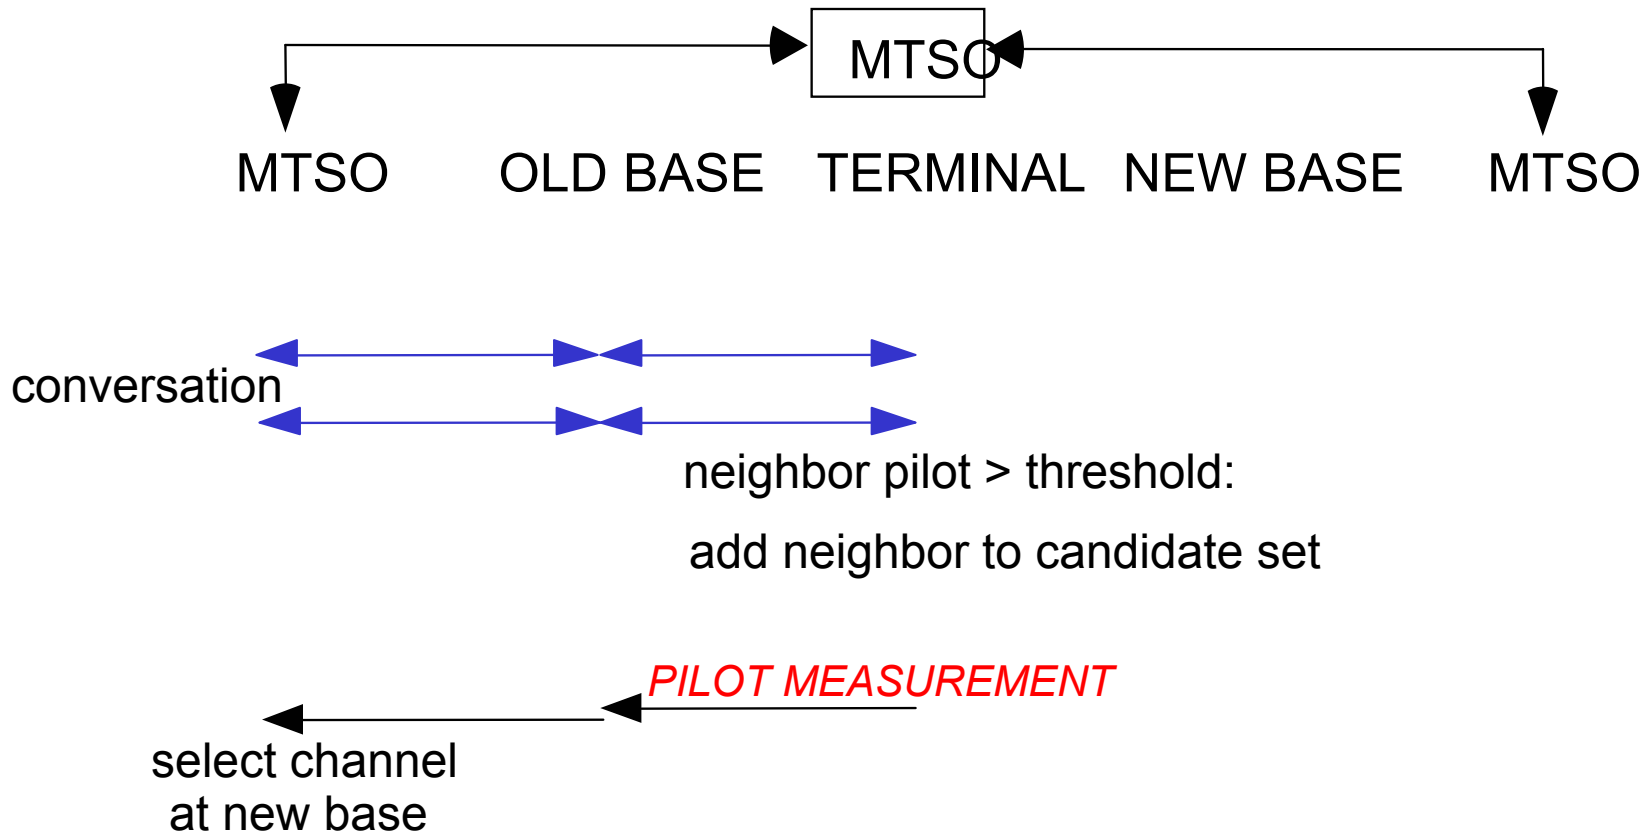 MTSO
MTSO OLD BASE TERMINAL NEW BASE MTSO
conversation
neighbor pilot > threshold:
add neighbor to candidate set
PILOT MEASUREMENT
select channel
at new base